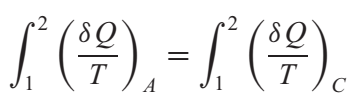 ∫₁² (δQ/T)_A = ∫₁² (δQ/T)_C